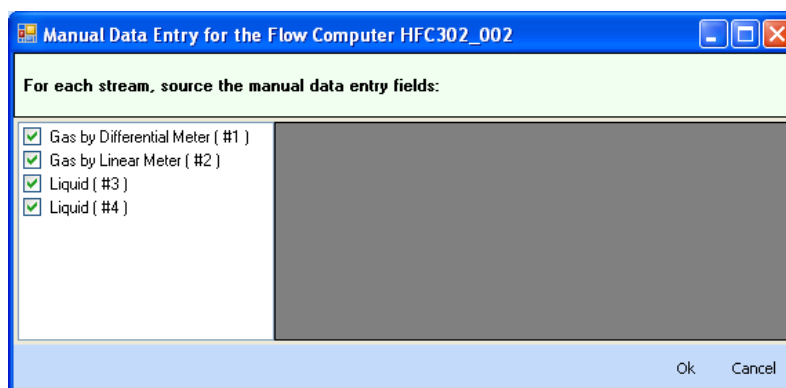 Manual Data Entry for the Flow Computer HFC302_002
For each stream, source the manual data entry fields:
Gas by Differential Meter ( #1 )
Gas by Linear Meter ( #2 )
Liquid ( #3 )
Liquid ( #4 )
Ok Cancel